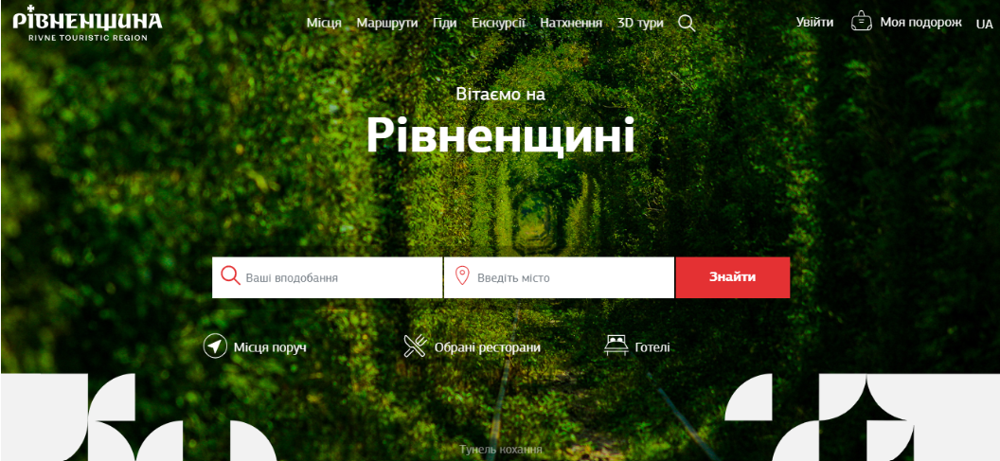 РІВНЕНЩИНА
RIVNE TOURISTIC REGION
Місця Маршрути Гіди Екскурсії Натхнення 3D тури
Увійти Моя подорож UA
Вітаємо на
Рівненщині
Ваші вподобання Введіть місто Знайти
Місця поруч Обрані ресторани Готелі
Тунель кохання